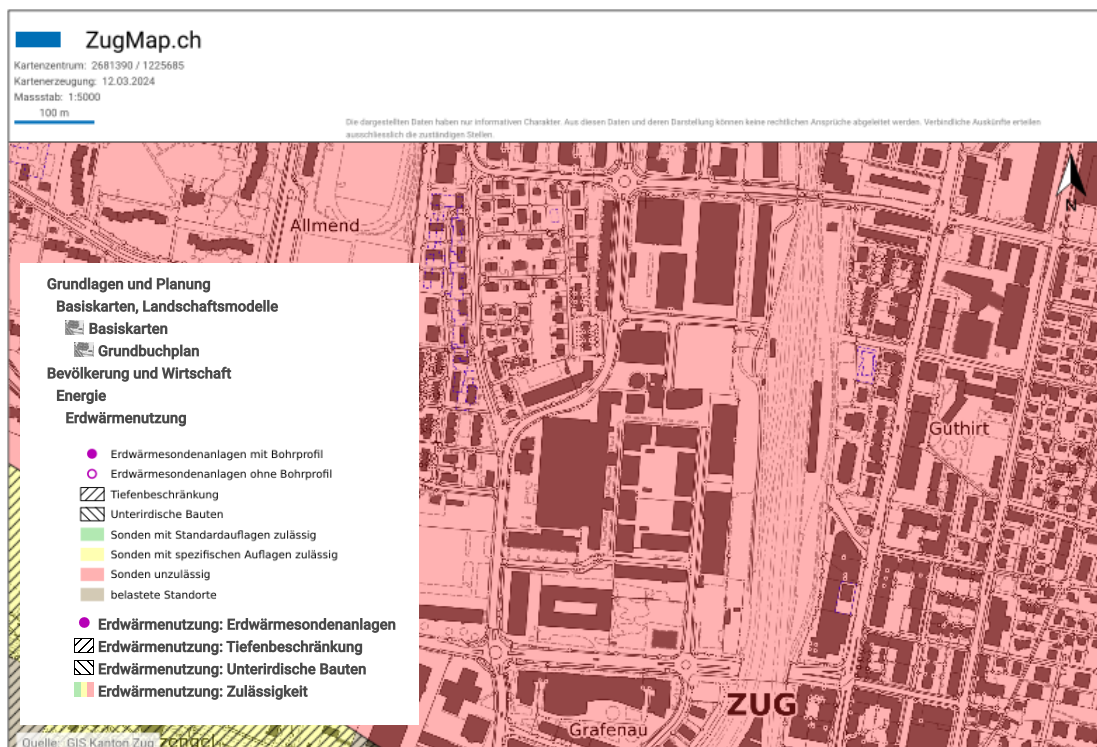 ZugMap.ch
Kartenzentrum: 2681390 / 1225685
Kartenerzeugung: 12.03.2024
Massstab: 1:5000
100 m
Die dargestellten Daten haben nur informativen Charakter. Aus diesen Daten und deren Darstellung können keine rechtlichen Ansprüche abgeleitet werden. Verbindliche Auskünfte erteilen
ausschliesslich die zuständigen Stellen.
N
Allmend
Grundlagen und Planung
Basiskarten, Landschaftsmodelle
Basiskarten
Grundbuchplan
Bevölkerung und Wirtschaft
Energie
Erdwärmenutzung
Erdwärmesondenanlagen mit Bohrprofil
Erdwärmesondenanlagen ohne Bohrprofil
Tiefenbeschränkung
Unterirdische Bauten
Sonden mit Standardauflagen zulässig
Sonden mit spezifischen Auflagen zulässig
Sonden unzulässig
belastete Standorte
Erdwärmenutzung: Erdwärmesondenanlagen
Erdwärmenutzung: Tiefenbeschränkung
Erdwärmenutzung: Unterirdische Bauten
Erdwärmenutzung: Zulässigkeit
Guthirt
ZUG
Grafenau
Quelle: GIS Kanton Zug